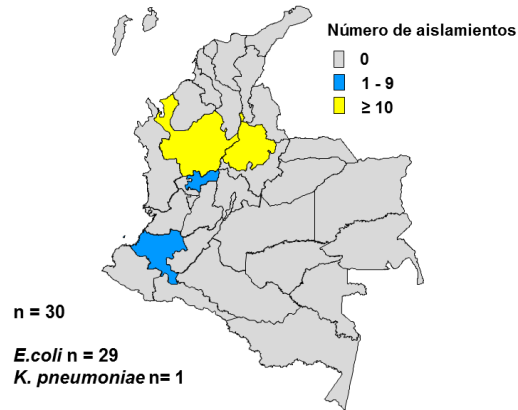 Número de aislamientos
0
1 - 9
≥ 10
n = 30
E.coli n = 29
K. pneumoniae n= 1